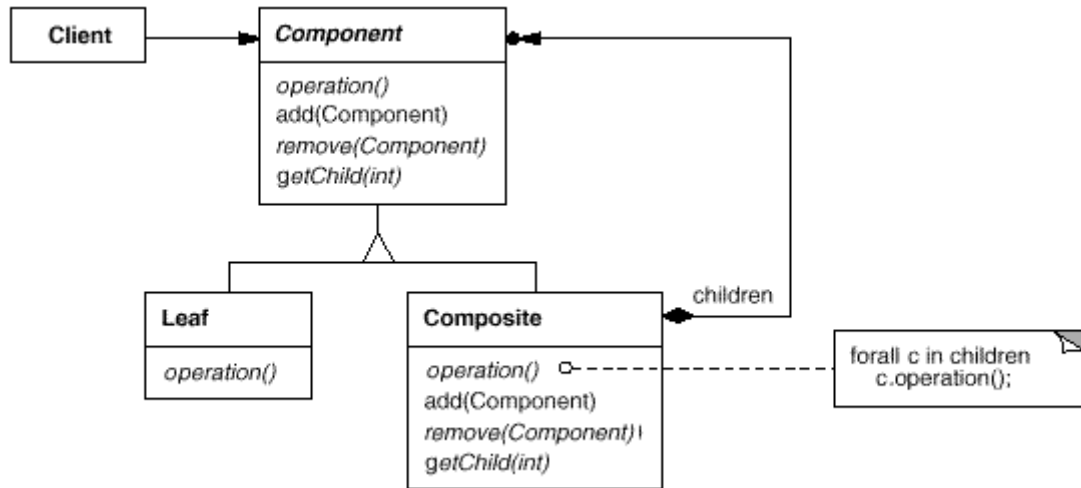 Client
Component
operation()
add(Component)
remove(Component)
getChild(int)
Leaf
operation()
children
Composite
operation()
add(Component)
remove(Component)
getChild(int)
forall c in children
c.operation();